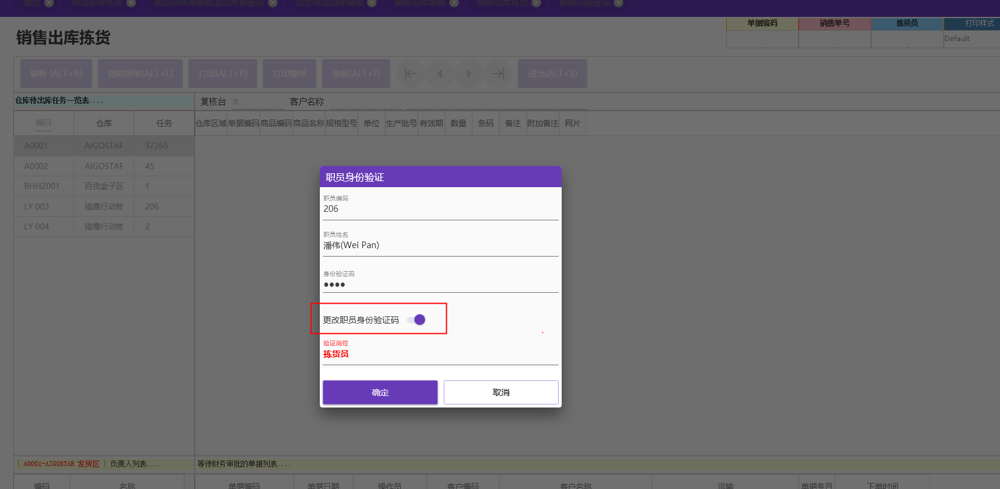 首页 商品移库拣货 商品销售单复核返回单据查询 批发商品出库复核 销售出库复核 销售出库拣货 销售流程查询
销售出库拣货
单据编码 销售单号 拣货员 打印样式
Default
刷新 (ALT+R) 登陆领单(ALT+L) 打印(ALT+P) 打印整单 查询(ALT+F) 退出(ALT+X)
仓库待出库任务一览表....
复核台 0 客户名称
编码 仓库 任务
仓库区域 单据编码 商品编码 商品名称 规格型号 单位 生产批号 有效期 数量 条码 备注 附加备注 网片
A0001 AIGOSTAR 37265
A0002 AIGOSTAR 45
BHHZ001 百货盒子区 1
LY 003 猎鹰行动物 206
LY 004 猎鹰行动物 2
职员身份验证
职员编码
206
职员姓名
潘伟(Wei Pan)
身份验证码
●●●●
更改职员身份验证码
验证岗位
拣货员
确定 取消
( A0001-AIGOSTAR 发货区 ) 负责人列表....
等待财务审批的单据列表....
编码 名称
单据编码 单据日期 操作员 客户编码 客户名称 运输 单据条目 下单时间